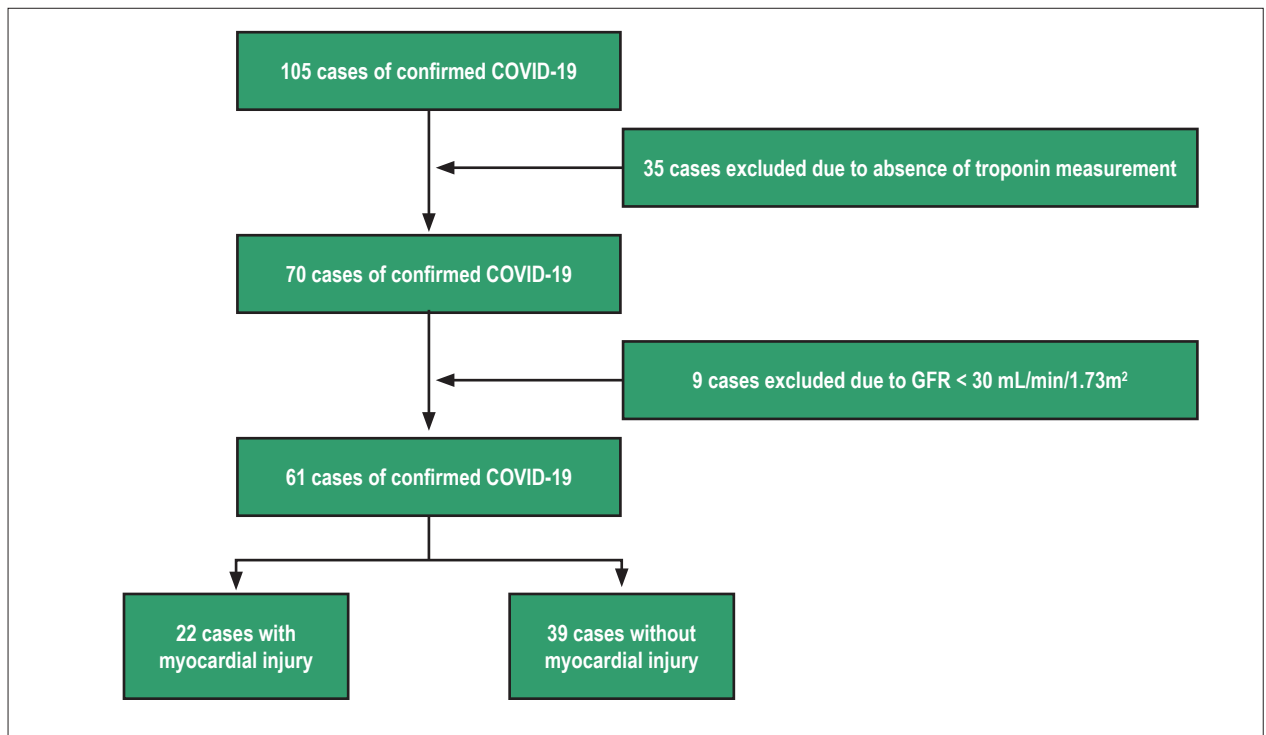 105 cases of confirmed COVID-19
35 cases excluded due to absence of troponin measurement
70 cases of confirmed COVID-19
9 cases excluded due to GFR < 30 mL/min/1.73m²
61 cases of confirmed COVID-19
22 cases with
myocardial injury
39 cases without
myocardial injury